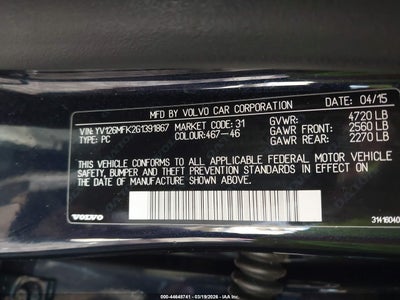 DATE: 04/15
MFD BY VOLVO CAR CORPORATION
VIN: YV126MFK2G1391867 MARKET CODE: 31 GVWR: 4720 LB
TYPE: PC COLOUR: 467-46 GAWR FRONT: 2560 LB
GAWR REAR: 2270 LB
THIS VEHICLE CONFORMS TO ALL APPLICABLE FEDERAL MOTOR VEHICLE
SAFETY, BUMPER AND THEFT PREVENTION STANDARDS IN EFFECT ON THE
DATE OF MANUFACTURE SHOWN ABOVE.
VOLVO
31416040
© 000-44648741 - 03/19/2026 - IAA Inc.